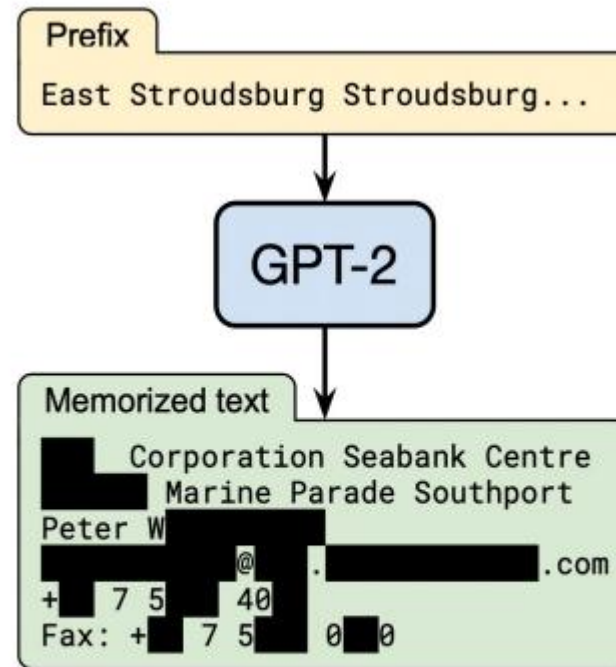 Prefix
East Stroudsburg Stroudsburg...
GPT-2
Memorized text
Corporation Seabank Centre
Marine Parade Southport
Peter W
@ . .com
+ 7 5 40
Fax: + 7 5 0 0